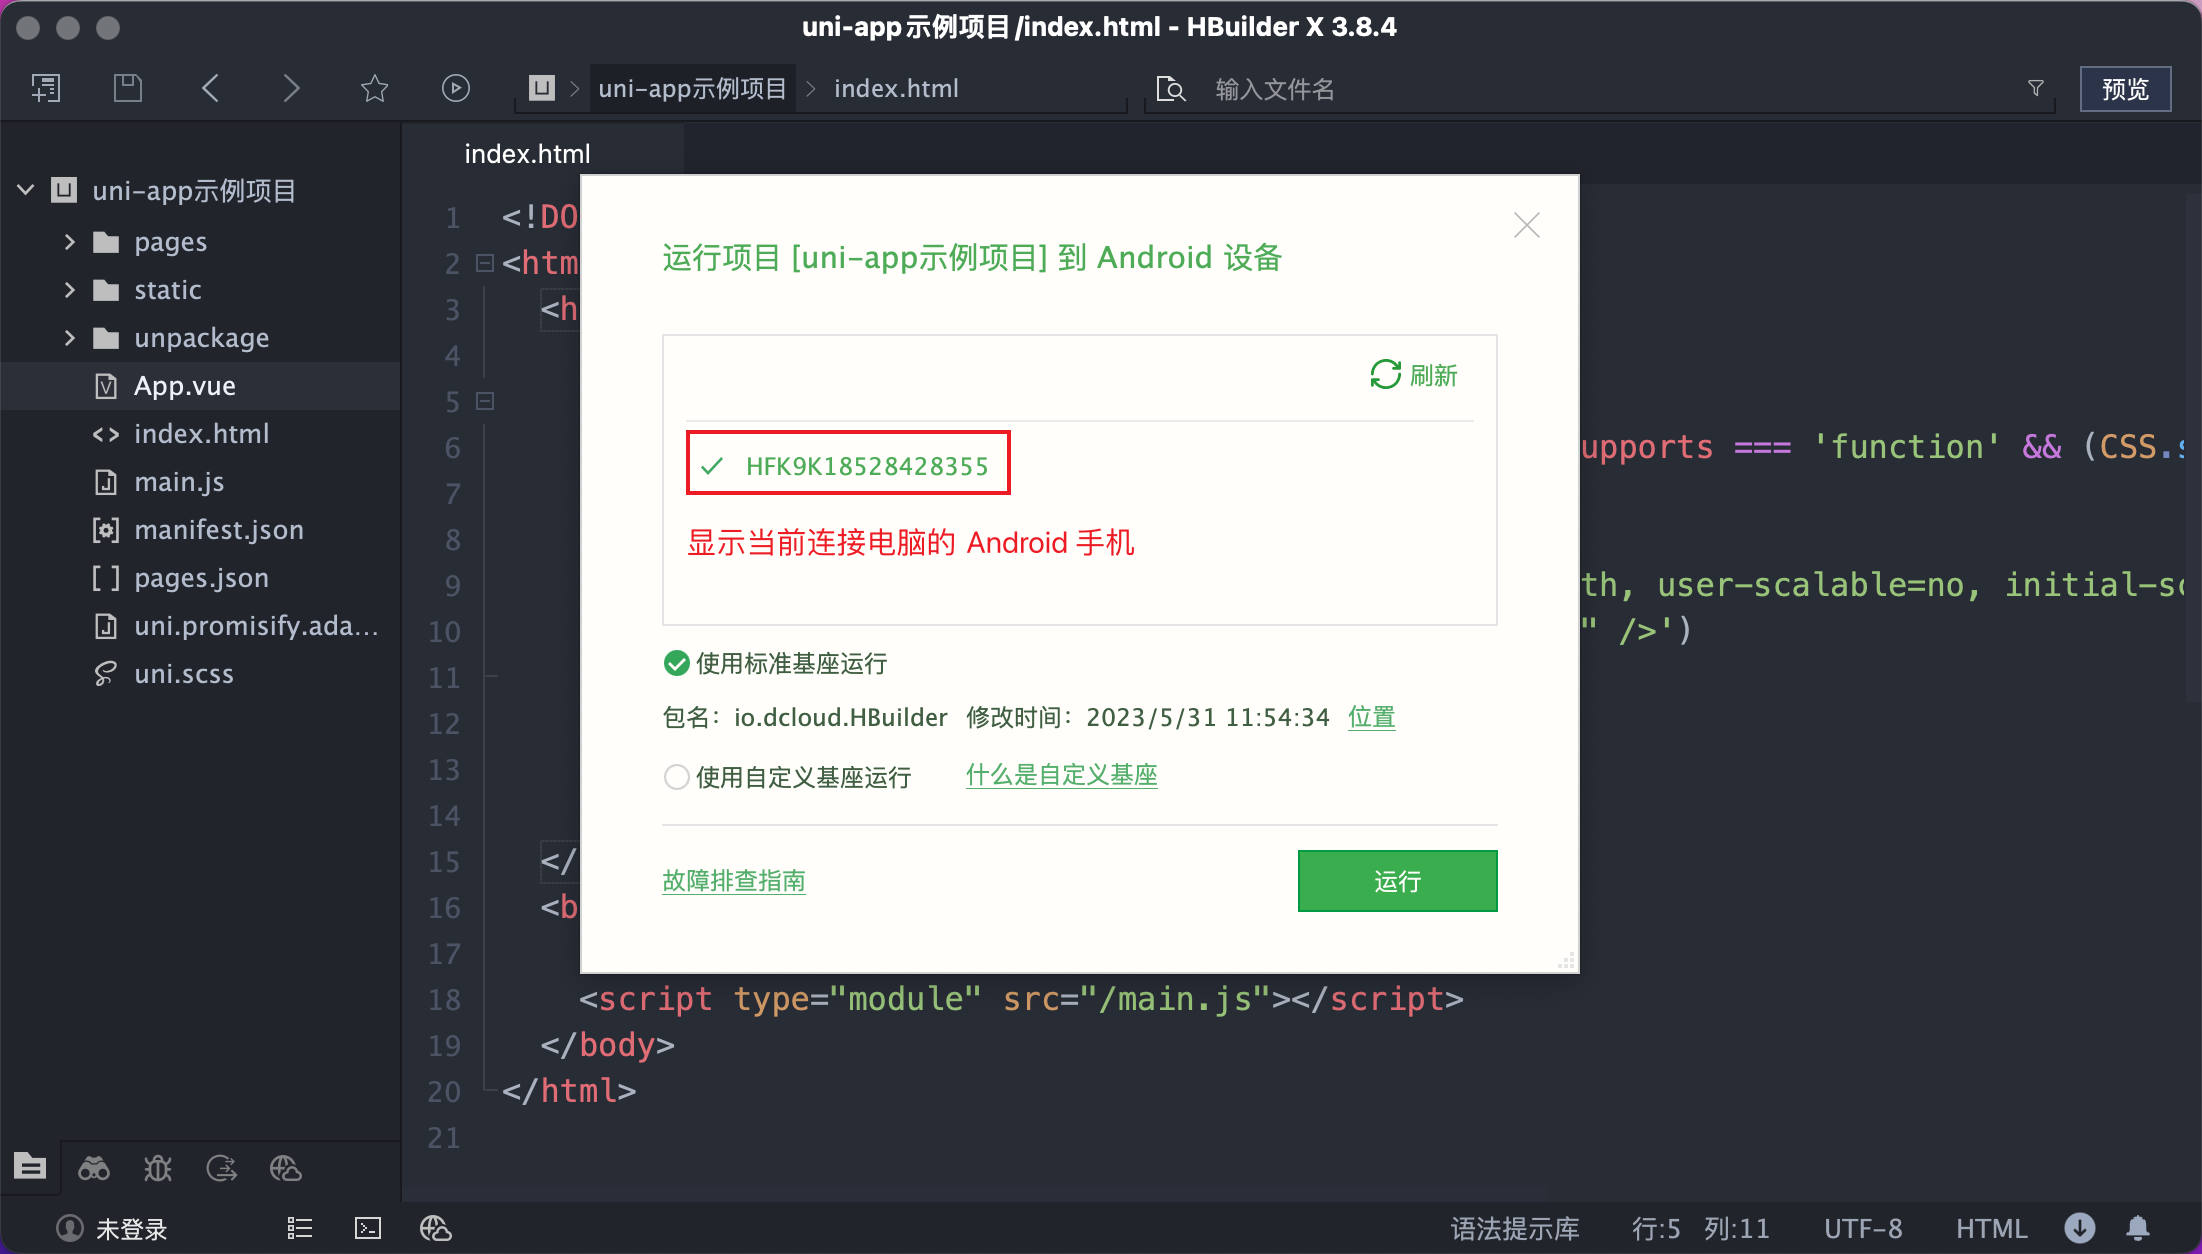 uni-app示例项目/index.html - HBuilder X 3.8.4
uni-app示例项目
index.html
输入文件名
预览
uni-app示例项目
pages
static
unpackage
App.vue
index.html
main.js
manifest.json
pages.json
uni.promisify.ada...
uni.scss
index.html
1 <!DO
2 <htm
3 <h
4
5
6 upports === 'function' && (CSS.s
7
8
9 th, user-scalable=no, initial-sc
10 " />')
11
12
13
14
15 </
16 <b
17
18 <script type="module" src="/main.js"></script>
19 </body>
20 </html>
21
运行项目 [uni-app示例项目] 到 Android 设备
刷新
HFK9K18528428355
显示当前连接电脑的 Android 手机
使用标准基座运行
包名：io.dcloud.HBuilder 修改时间：2023/5/31 11:54:34 位置
使用自定义基座运行 什么是自定义基座
故障排查指南
运行
未登录
语法提示库 行:5 列:11 UTF-8 HTML